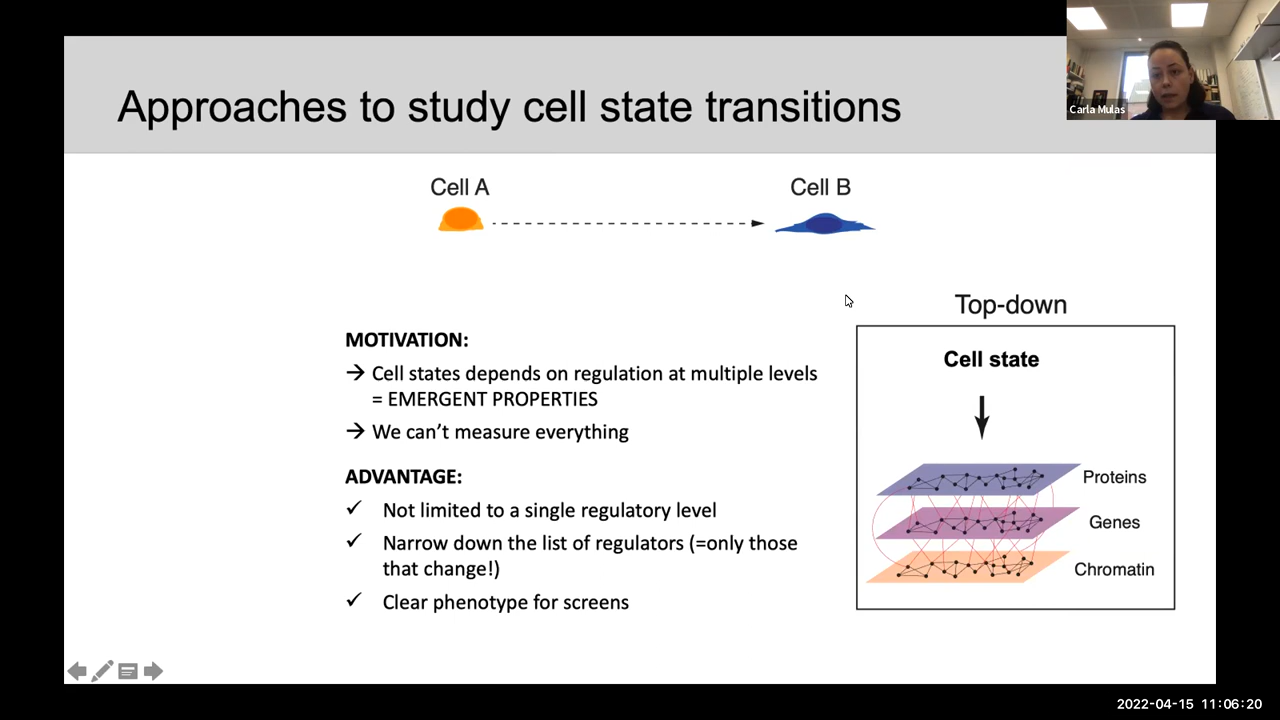 Carla Mulas
Approaches to study cell state transitions
Cell A
Cell B
Top-down
MOTIVATION:
→ Cell states depends on regulation at multiple levels
= EMERGENT PROPERTIES
→ We can’t measure everything
ADVANTAGE:
✓ Not limited to a single regulatory level
✓ Narrow down the list of regulators (=only those
that change!)
✓ Clear phenotype for screens
Cell state
Proteins
Genes
Chromatin
2022-04-15 11:06:20